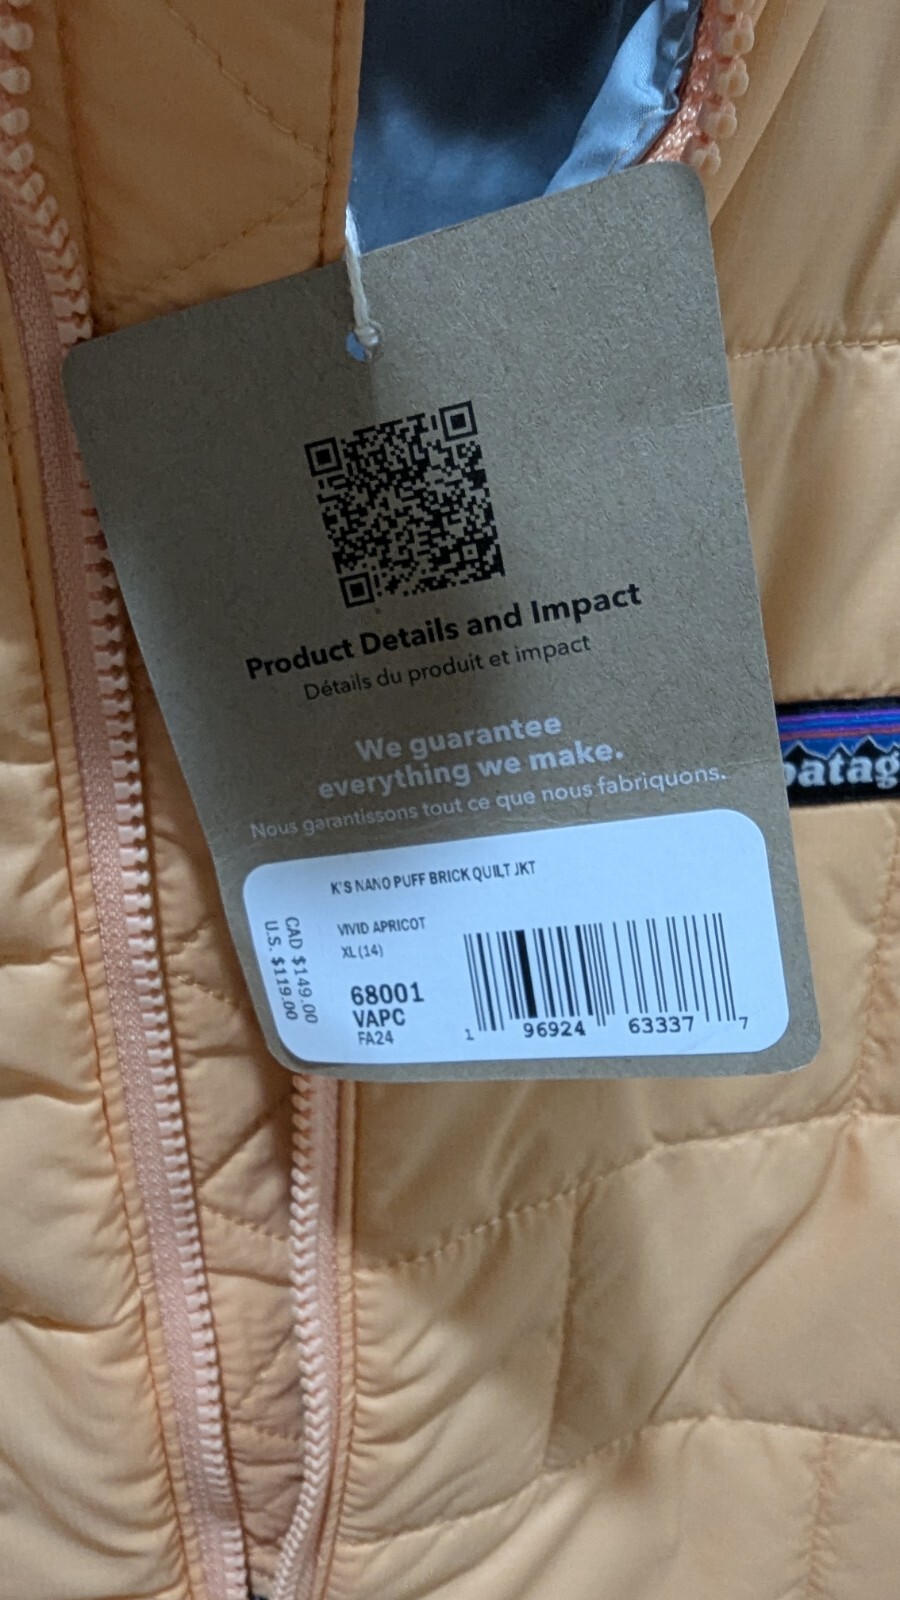 Product Details and Impact
Détails du produit et impact
We guarantee
everything we make.
Nous garantissons tout ce que nous fabriquons.
K'S NANO PUFF BRICK QUILT JKT
VIVID APRICOT
XL (14)
68001
VAPC
FA24
CAD $149.00
U.S. $119.00
1 96924 63337 7
patag